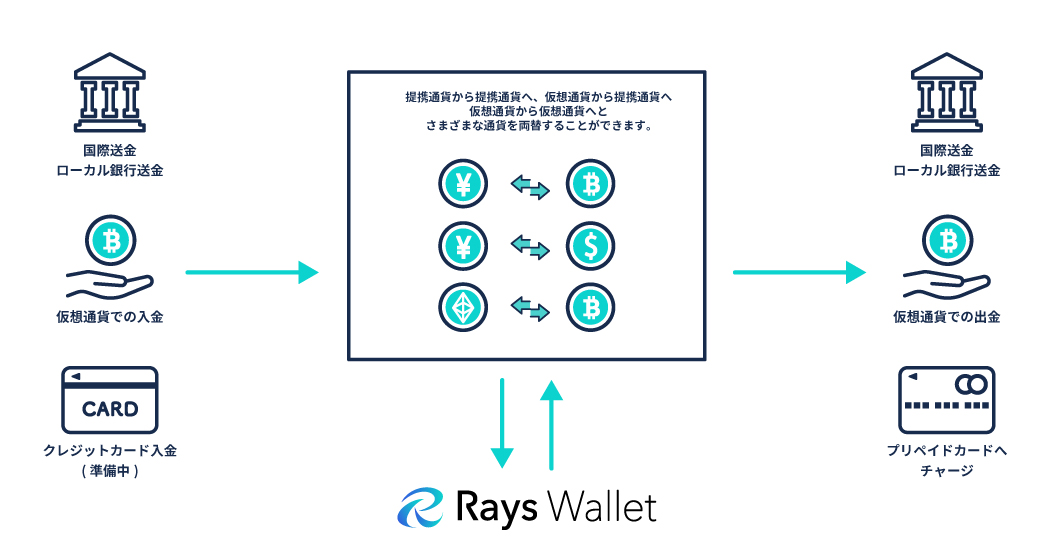 国際送金
ローカル銀行送金
仮想通貨での入金
CARD
クレジットカード入金
( 準備中 )
提携通貨から提携通貨へ、仮想通貨から提携通貨へ
仮想通貨から仮想通貨へと
さまざまな通貨を両替することができます。
Rays Wallet
国際送金
ローカル銀行送金
仮想通貨での出金
プリペイドカードへ
チャージ